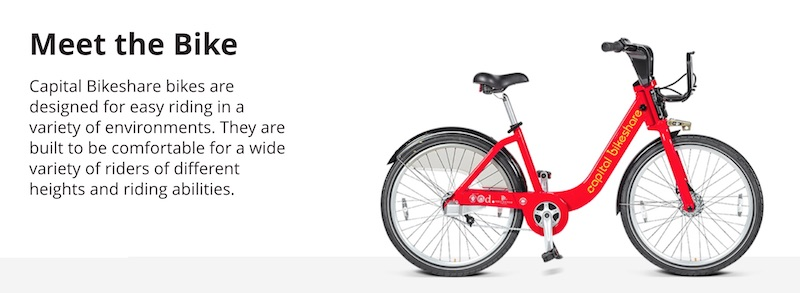 Meet the Bike
Capital Bikeshare bikes are
designed for easy riding in a
variety of environments. They are
built to be comfortable for a wide
variety of riders of different
heights and riding abilities.
capital bikeshare
d.